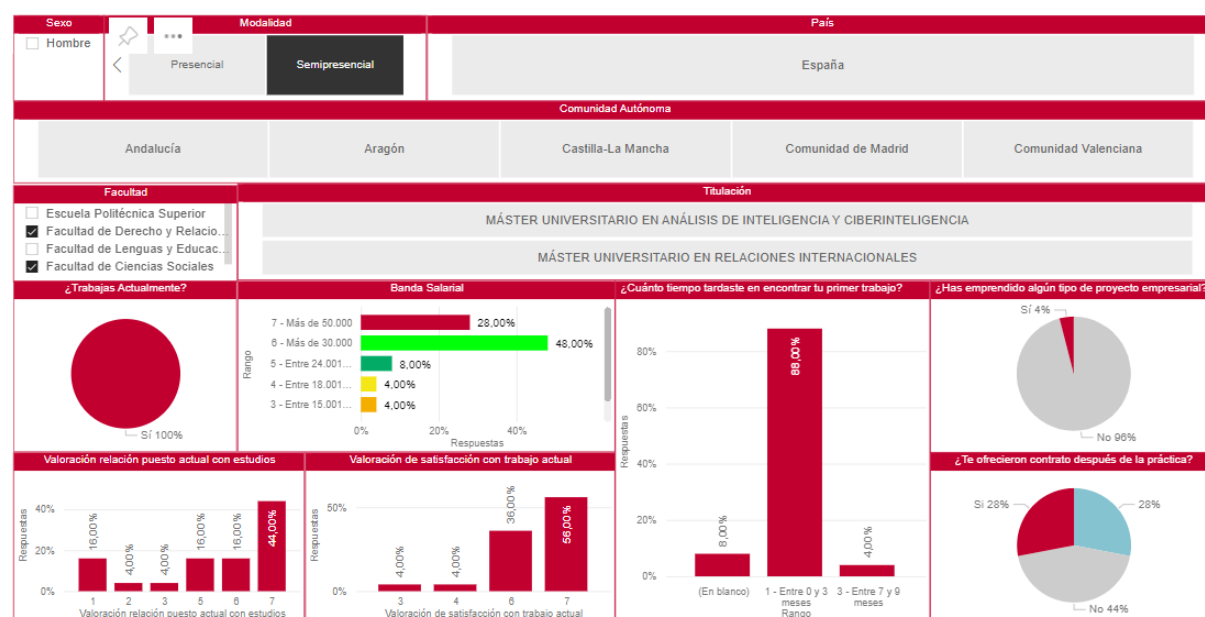 Sexo
Modalidad
País
Hombre
Presencial
Semipresencial
España
Comunidad Autónoma
Andalucía
Aragón
Castilla-La Mancha
Comunidad de Madrid
Comunidad Valenciana
Facultad
Titulación
Escuela Politécnica Superior
Facultad de Derecho y Relacio...
Facultad de Lenguas y Educac...
Facultad de Ciencias Sociales
MÁSTER UNIVERSITARIO EN ANÁLISIS DE INTELIGENCIA Y CIBERINTELIGENCIA
MÁSTER UNIVERSITARIO EN RELACIONES INTERNACIONALES
¿Trabajas Actualmente?
Sí 100%
Banda Salarial
Rango
7 - Más de 50.000
28,00%
6 - Más de 30.000
48,00%
5 - Entre 24.001...
8,00%
4 - Entre 18.001...
4,00%
3 - Entre 15.001...
4,00%
0%
20%
40%
Respuestas
¿Cuánto tiempo tardaste en encontrar tu primer trabajo?
Respuestas
80%
60%
40%
20%
0%
8,00%
88,00%
4,00%
(En blanco)
1 - Entre 0 y 3
meses
3 - Entre 7 y 9
meses
Rango
¿Has emprendido algún tipo de proyecto empresarial?
Sí 4%
No 96%
Valoración relación puesto actual con estudios
Respuestas
40%
20%
0%
16,00%
4,00%
4,00%
16,00%
16,00%
44,00%
1
2
3
5
6
7
Valoración relación puesto actual con estudios
Valoración de satisfacción con trabajo actual
Respuestas
50%
0%
4,00%
4,00%
36,00%
56,00%
3
4
6
7
Valoración de satisfacción con trabajo actual
¿Te ofrecieron contrato después de la práctica?
Si 28%
28%
No 44%